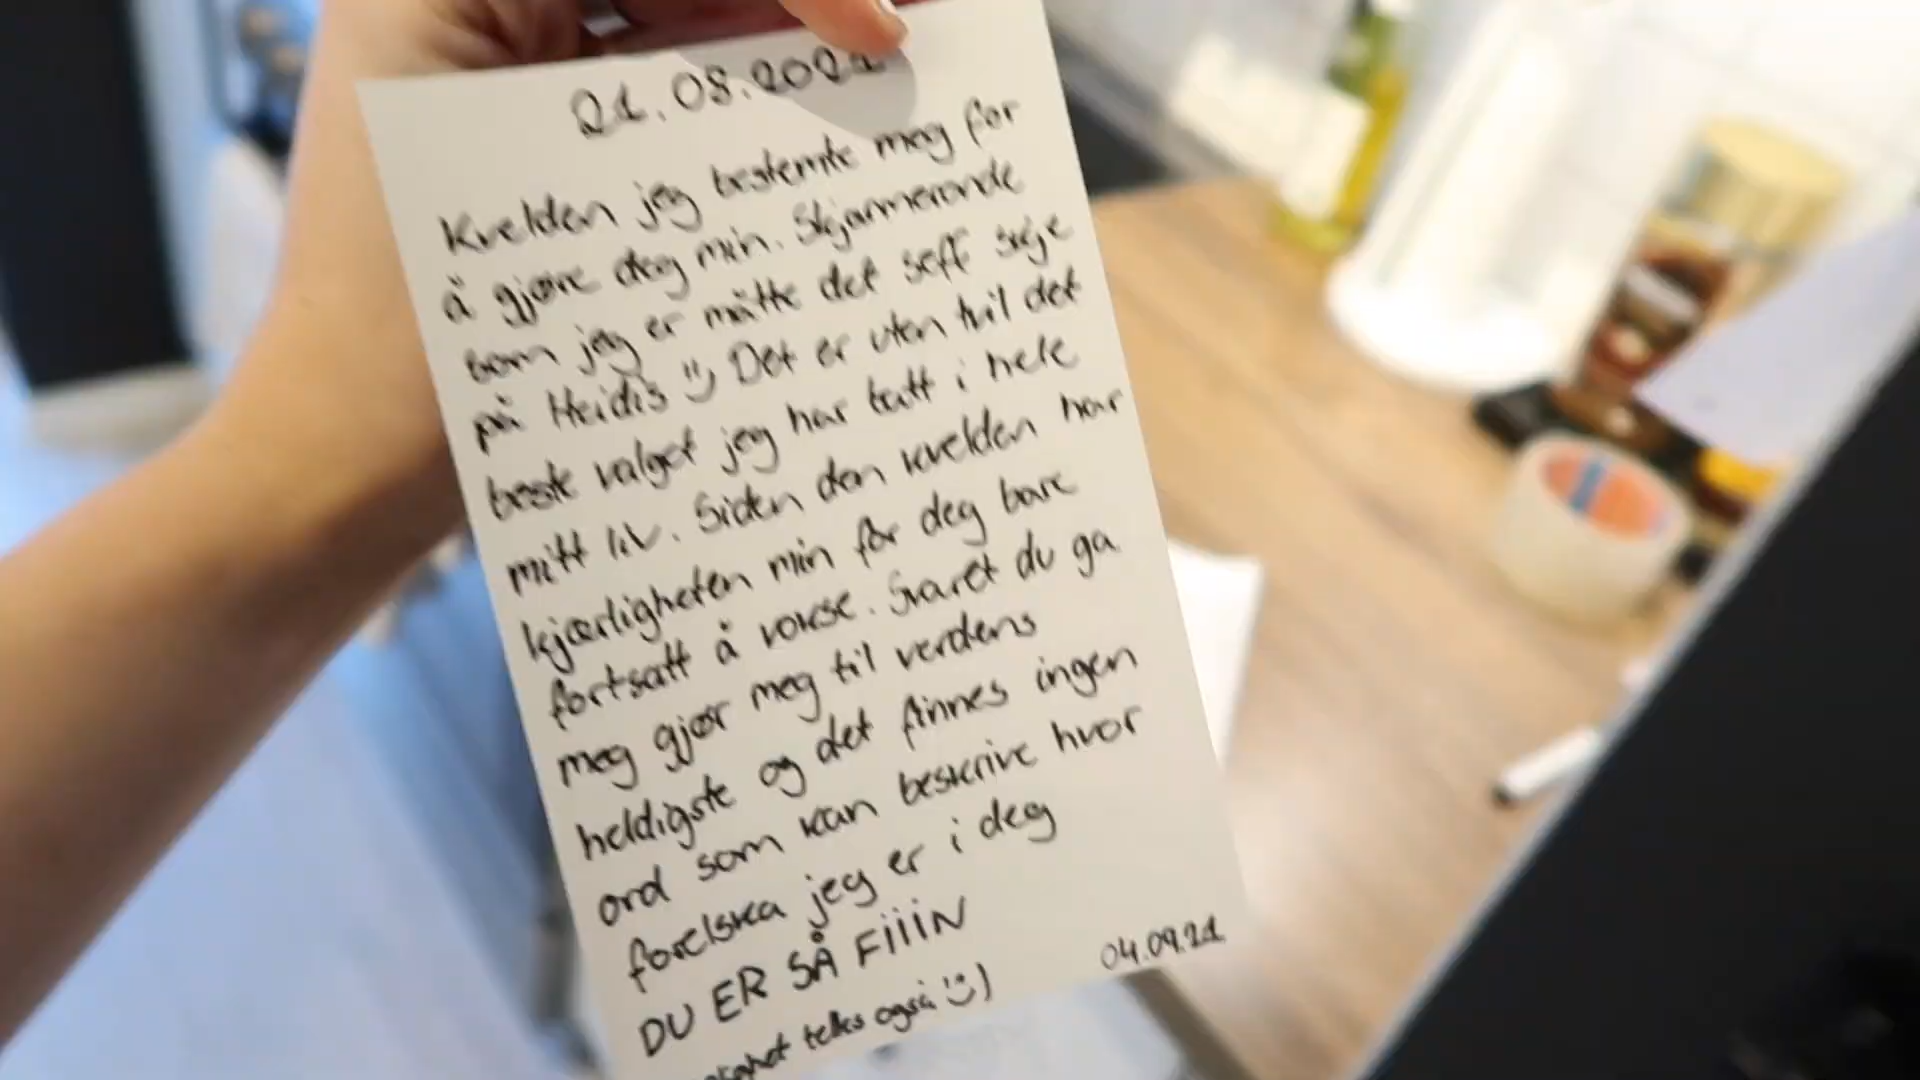 21.08.2021
Kvelden jeg bestemte meg for
å gjøre deg min. Skjarmerende
som jeg er måtte det seff skje
på Heidis :) Det er uten tvil det
beste valget jeg har tatt i hele
mitt liv. Siden den kvelden har
kjærligheten min for deg bare
fortsatt å vokse. Svaret du ga
meg gjør meg til verdens
heldigste og det finnes ingen
ord som kan beskrive hvor
forelska jeg er i deg
DU ER SÅ FiiiN
telles også :)) 04.09.21